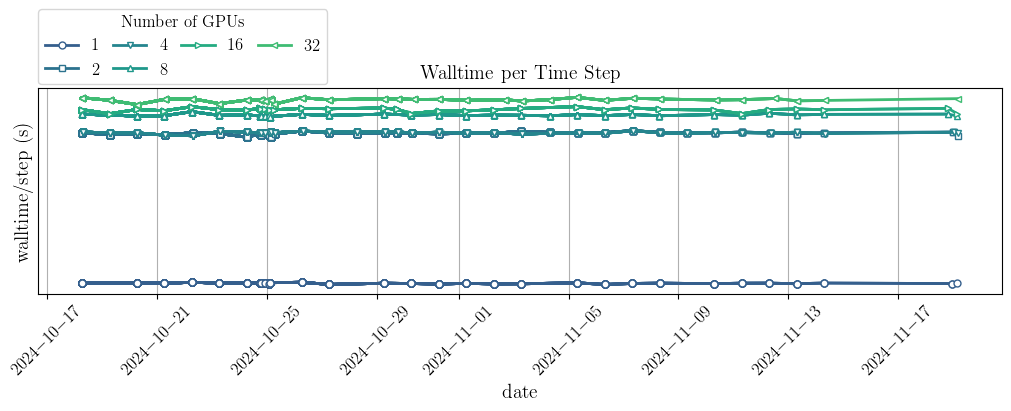 Number of GPUs
1 4 16 32
2 8
Walltime per Time Step
walltime/step (s)
2024−10−17 2024−10−21 2024−10−25 2024−10−29 2024−11−01 2024−11−05 2024−11−09 2024−11−13 2024−11−17
date